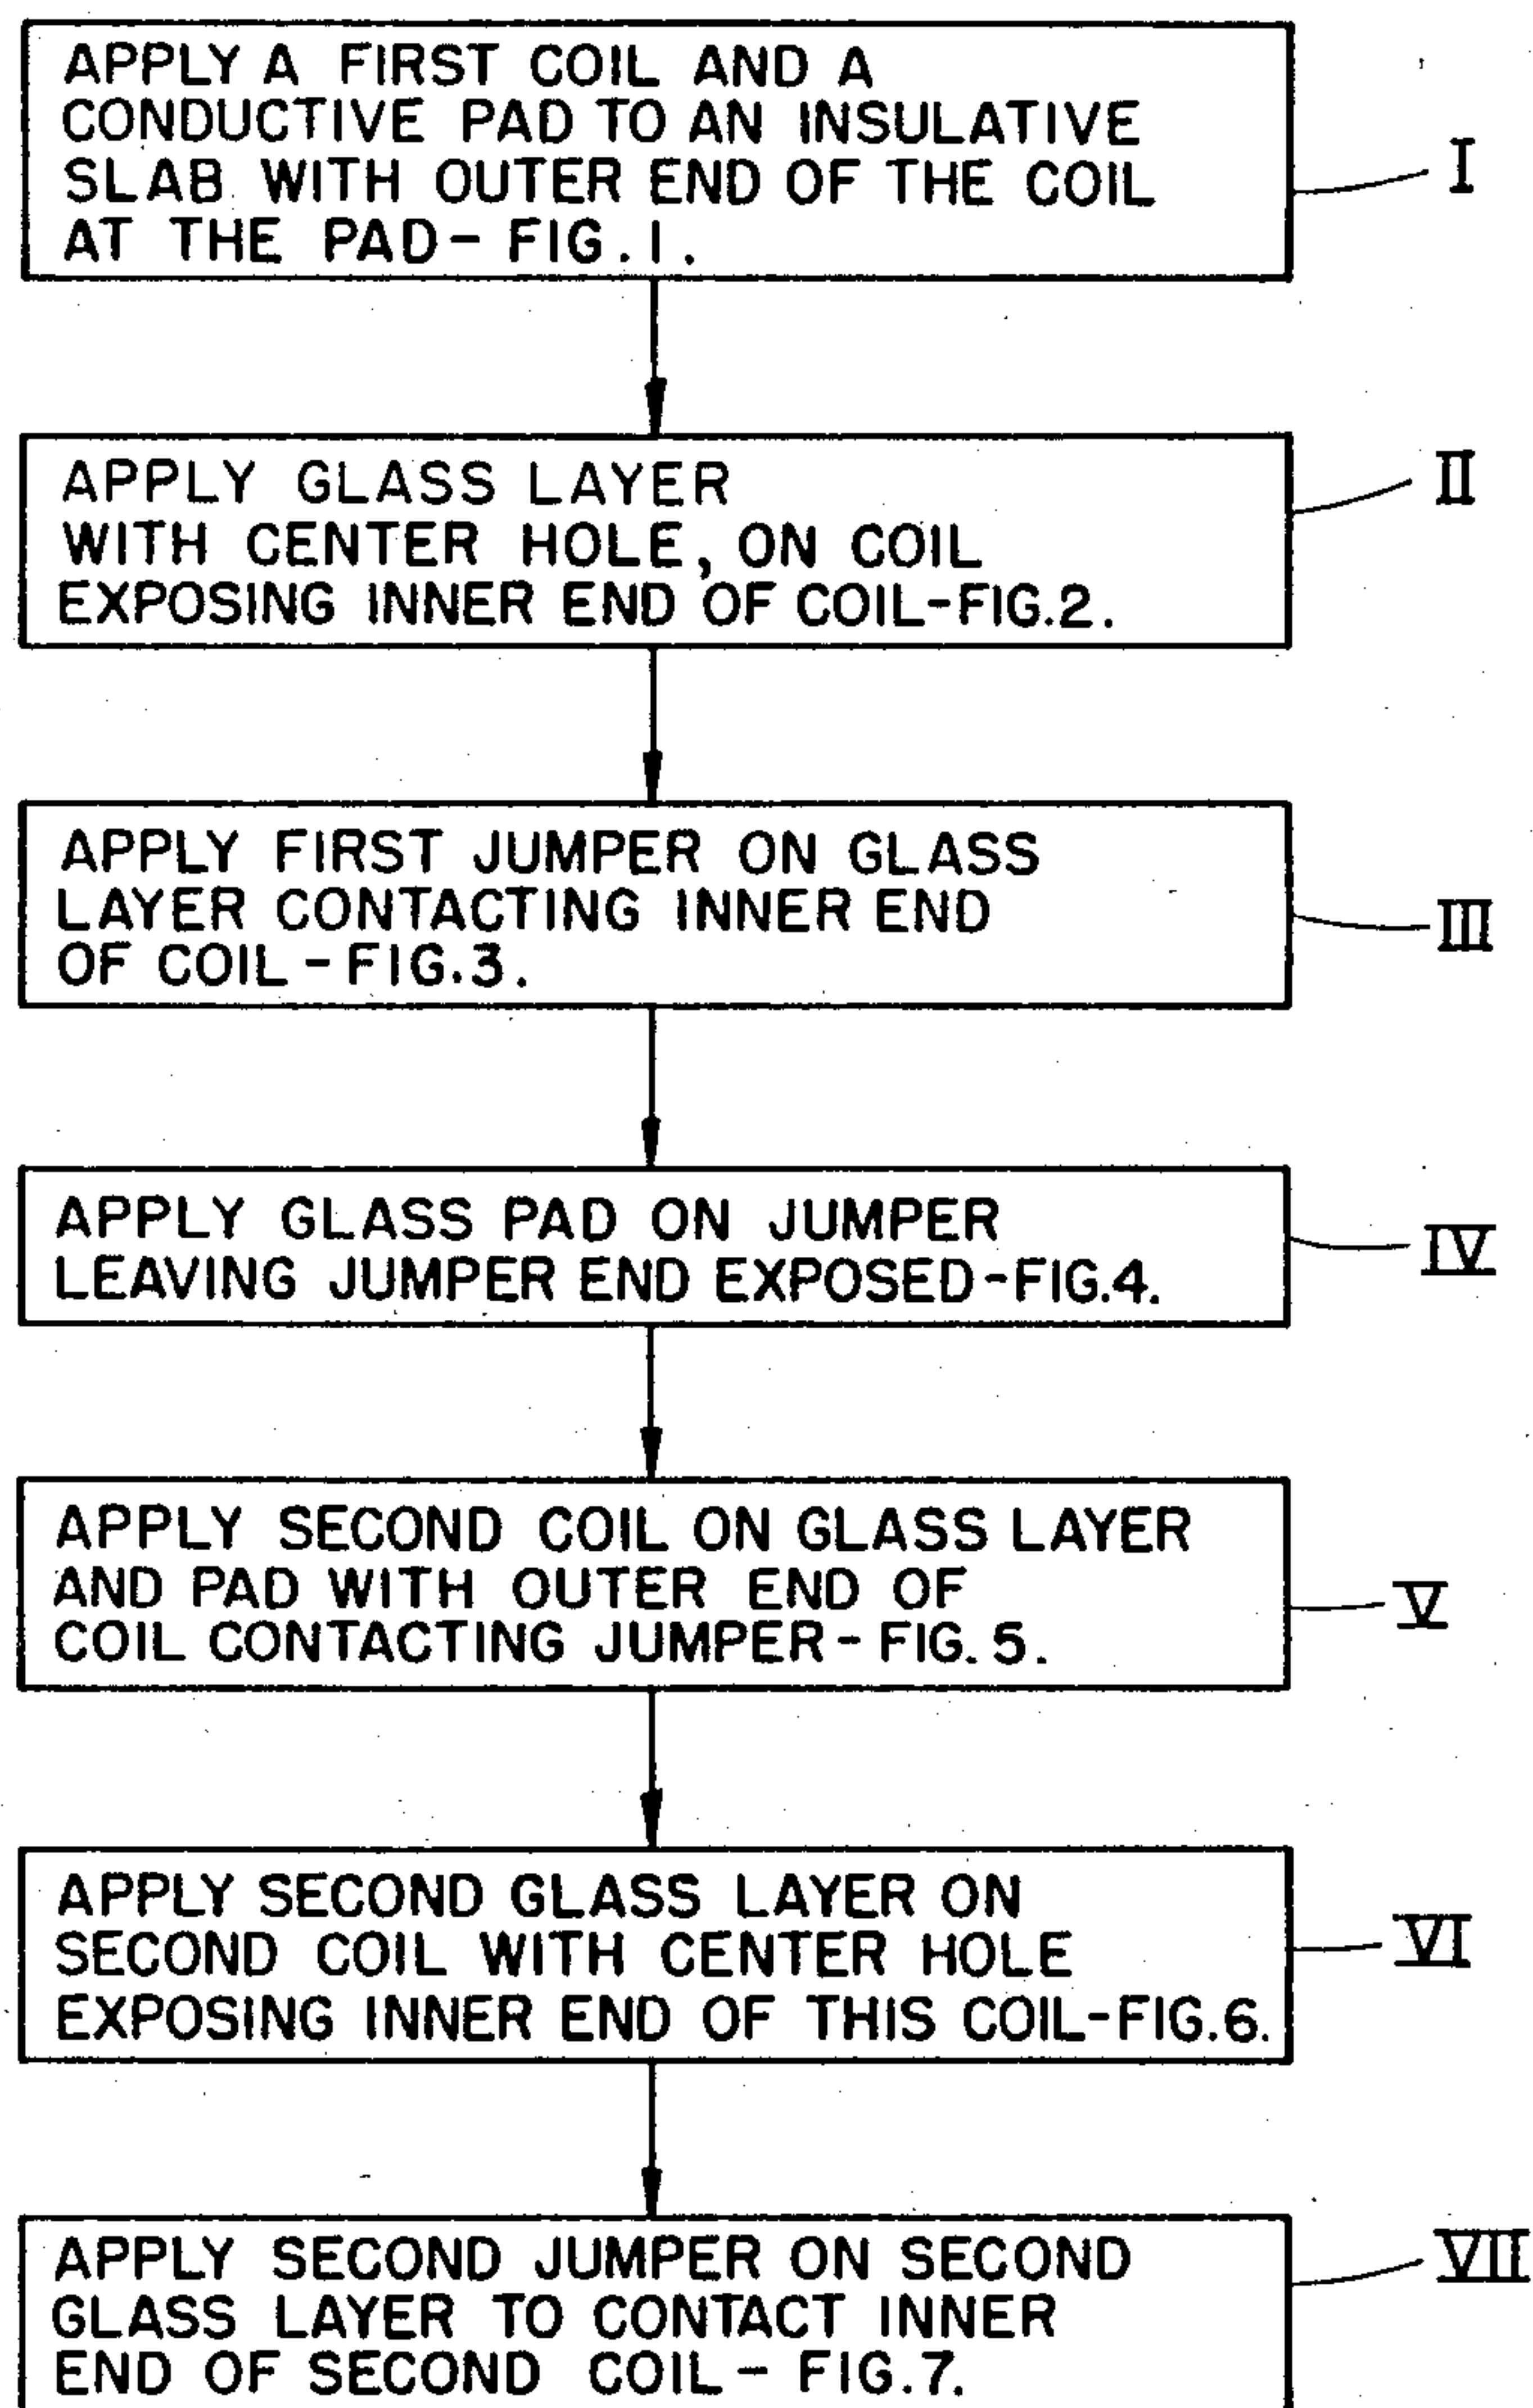 APPLY A FIRST COIL AND A
CONDUCTIVE PAD TO AN INSULATIVE
SLAB WITH OUTER END OF THE COIL
AT THE PAD - FIG. 1.
I
APPLY GLASS LAYER
WITH CENTER HOLE, ON COIL
EXPOSING INNER END OF COIL-FIG.2.
II
APPLY FIRST JUMPER ON GLASS
LAYER CONTACTING INNER END
OF COIL - FIG.3.
III
APPLY GLASS PAD ON JUMPER
LEAVING JUMPER END EXPOSED-FIG.4.
IV
APPLY SECOND COIL ON GLASS LAYER
AND PAD WITH OUTER END OF
COIL CONTACTING JUMPER - FIG. 5.
V
APPLY SECOND GLASS LAYER ON
SECOND COIL WITH CENTER HOLE
EXPOSING INNER END OF THIS COIL-FIG.6.
VI
APPLY SECOND JUMPER ON SECOND
GLASS LAYER TO CONTACT INNER
END OF SECOND COIL - FIG.7.
VII